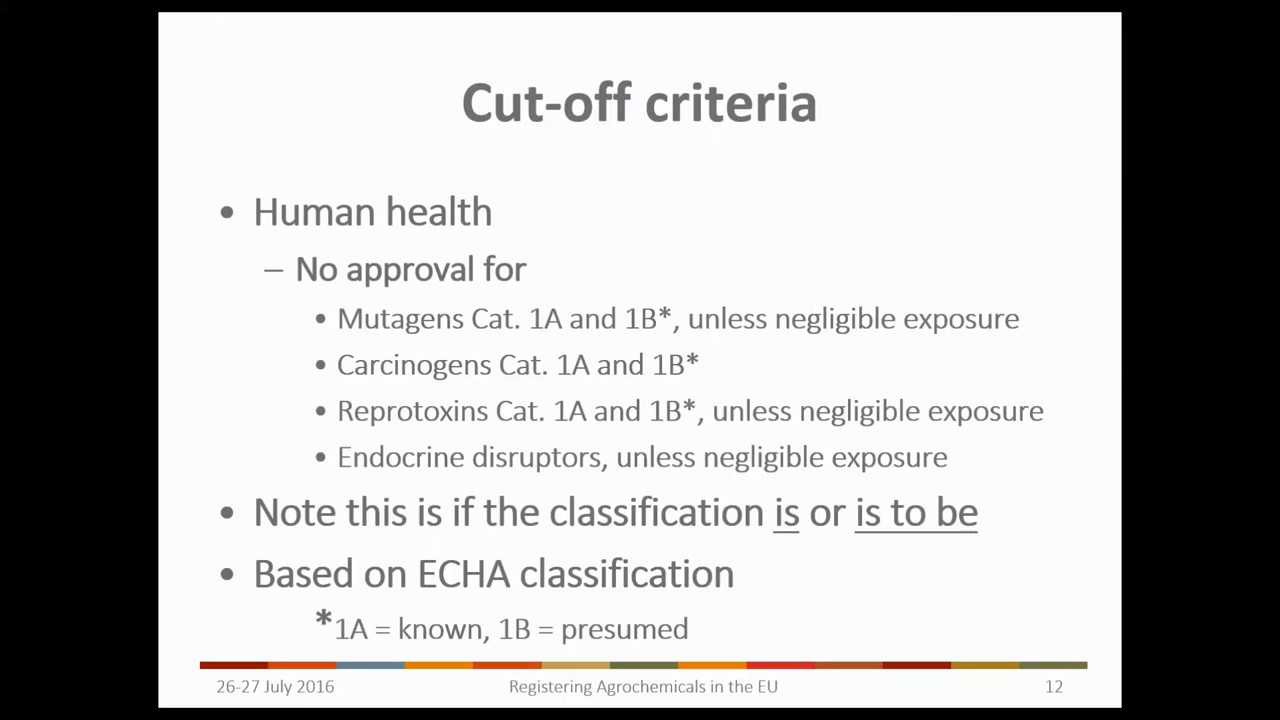 Cut-off criteria
• Human health
– No approval for
• Mutagens Cat. 1A and 1B*, unless negligible exposure
• Carcinogens Cat. 1A and 1B*
• Reprotoxins Cat. 1A and 1B*, unless negligible exposure
• Endocrine disruptors, unless negligible exposure
• Note this is if the classification is or is to be
• Based on ECHA classification
*1A = known, 1B = presumed
26-27 July 2016 Registering Agrochemicals in the EU 12